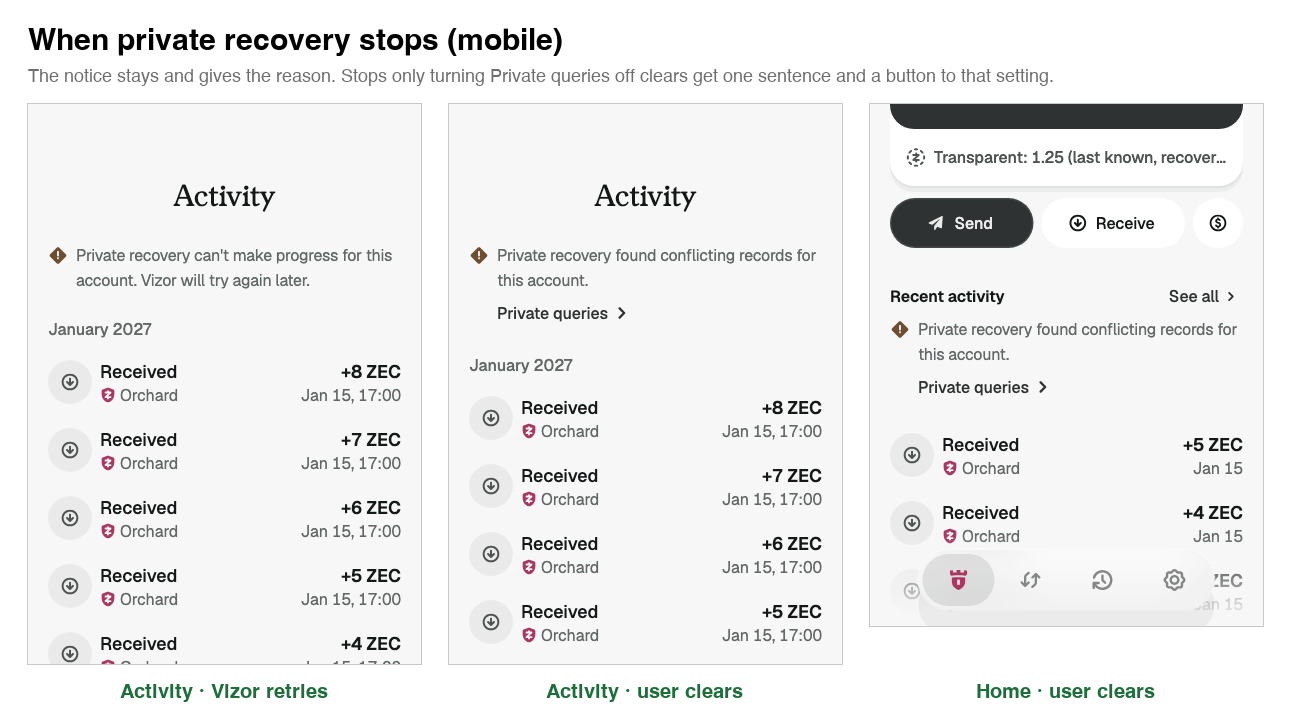 When private recovery stops (mobile)
The notice stays and gives the reason. Stops only turning Private queries off clears get one sentence and a button to that setting.
Activity
Private recovery can't make progress for this
account. Vizor will try again later.
January 2027
Received
+8 ZEC
Orchard
Jan 15, 17:00
Received
+7 ZEC
Orchard
Jan 15, 17:00
Received
+6 ZEC
Orchard
Jan 15, 17:00
Received
+5 ZEC
Orchard
Jan 15, 17:00
Received
+4 ZEC
Activity · Vizor retries
Activity
Private recovery found conflicting records for
this account.
Private queries
January 2027
Received
+8 ZEC
Orchard
Jan 15, 17:00
Received
+7 ZEC
Orchard
Jan 15, 17:00
Received
+6 ZEC
Orchard
Jan 15, 17:00
Received
+5 ZEC
Orchard
Jan 15, 17:00
Activity · user clears
Transparent: 1.25 (last known, recover...
Send
Receive
Recent activity
See all
Private recovery found conflicting records for
this account.
Private queries
Received
+5 ZEC
Orchard
Jan 15
Received
+4 ZEC
Orchard
Jan 15
ZEC
Jan 15
Home · user clears